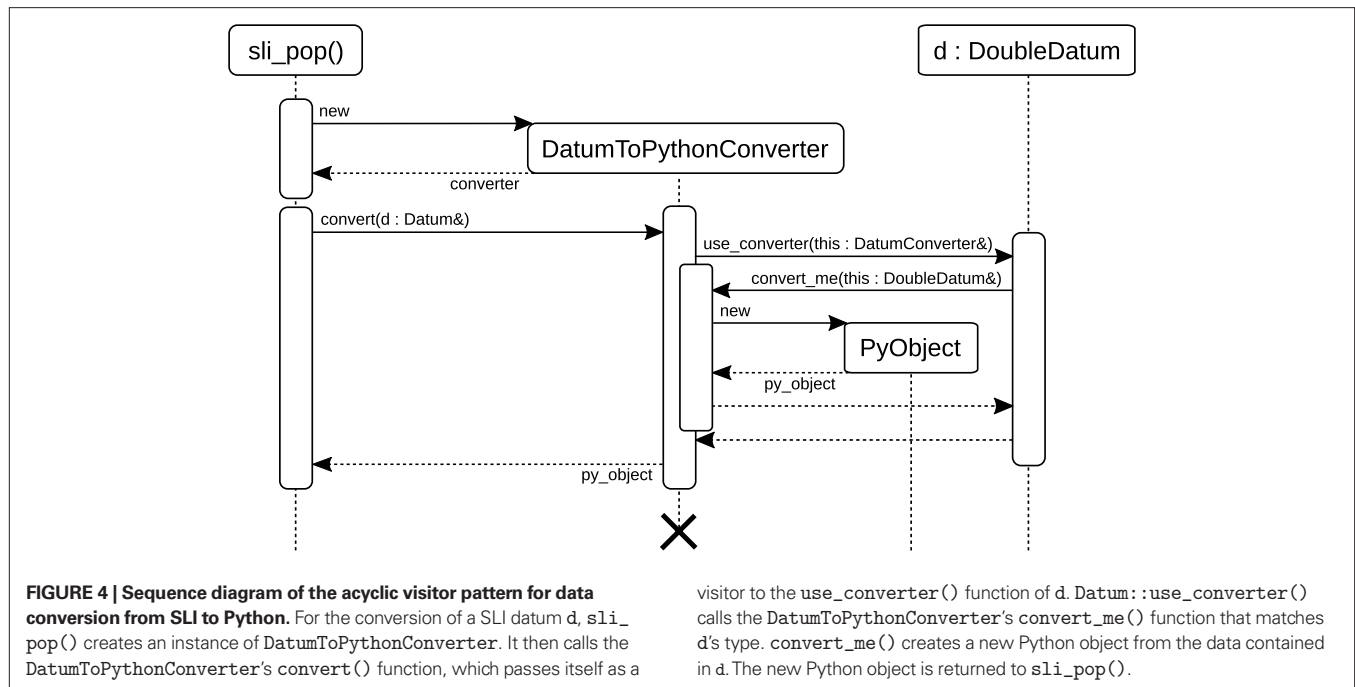 sli_pop()
d : DoubleDatum
new
DatumToPythonConverter
converter
convert(d : Datum&)
use_converter(this : DatumConverter&)
convert_me(this : DoubleDatum&)
new
PyObject
py_object
py_object
FIGURE 4 | Sequence diagram of the acyclic visitor pattern for data
conversion from SLI to Python. For the conversion of a SLI datum d, sli_
pop() creates an instance of DatumToPythonConverter. It then calls the
DatumToPythonConverter's convert() function, which passes itself as a
visitor to the use_converter() function of d. Datum::use_converter()
calls the DatumToPythonConverter's convert_me() function that matches
d's type. convert_me() creates a new Python object from the data contained
in d. The new Python object is returned to sli_pop().